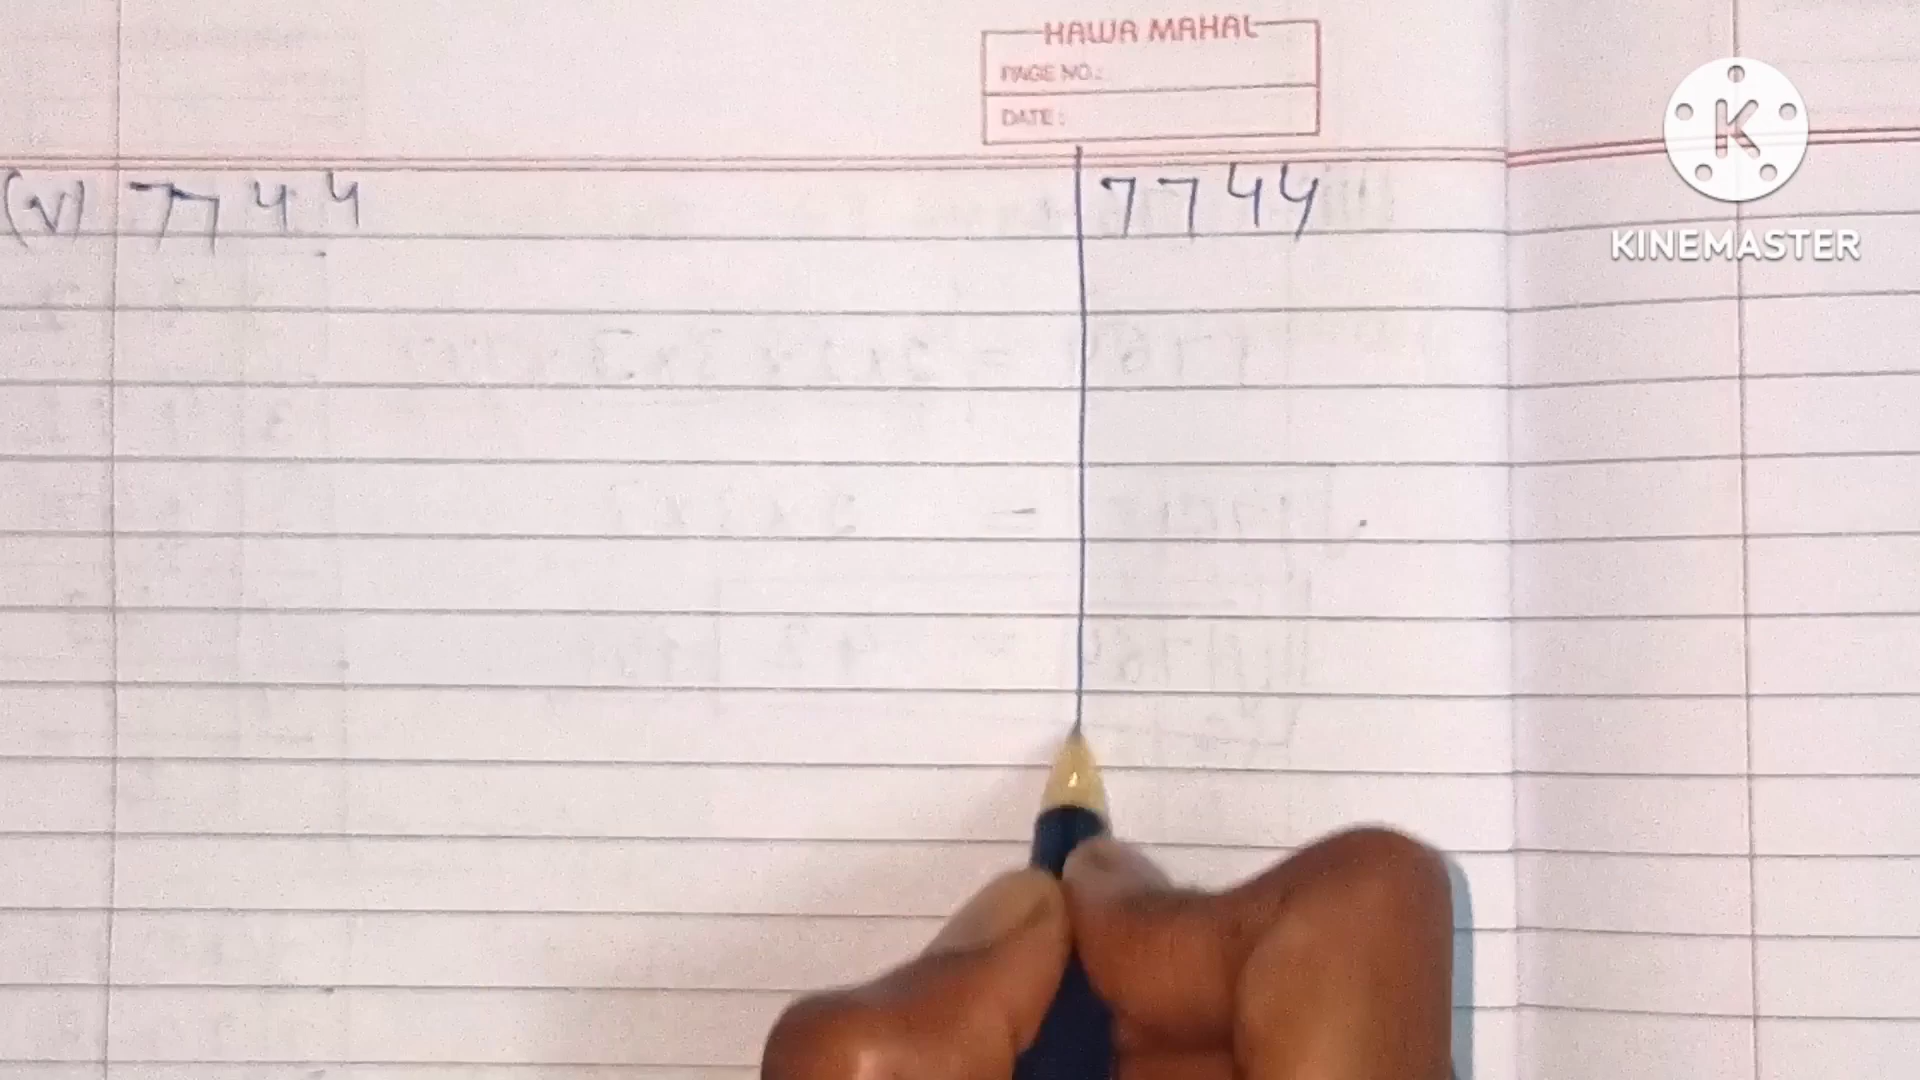 HAWA MAHAL
PAGE NO.:
DATE:
(v) 7744
7744
KINEMASTER